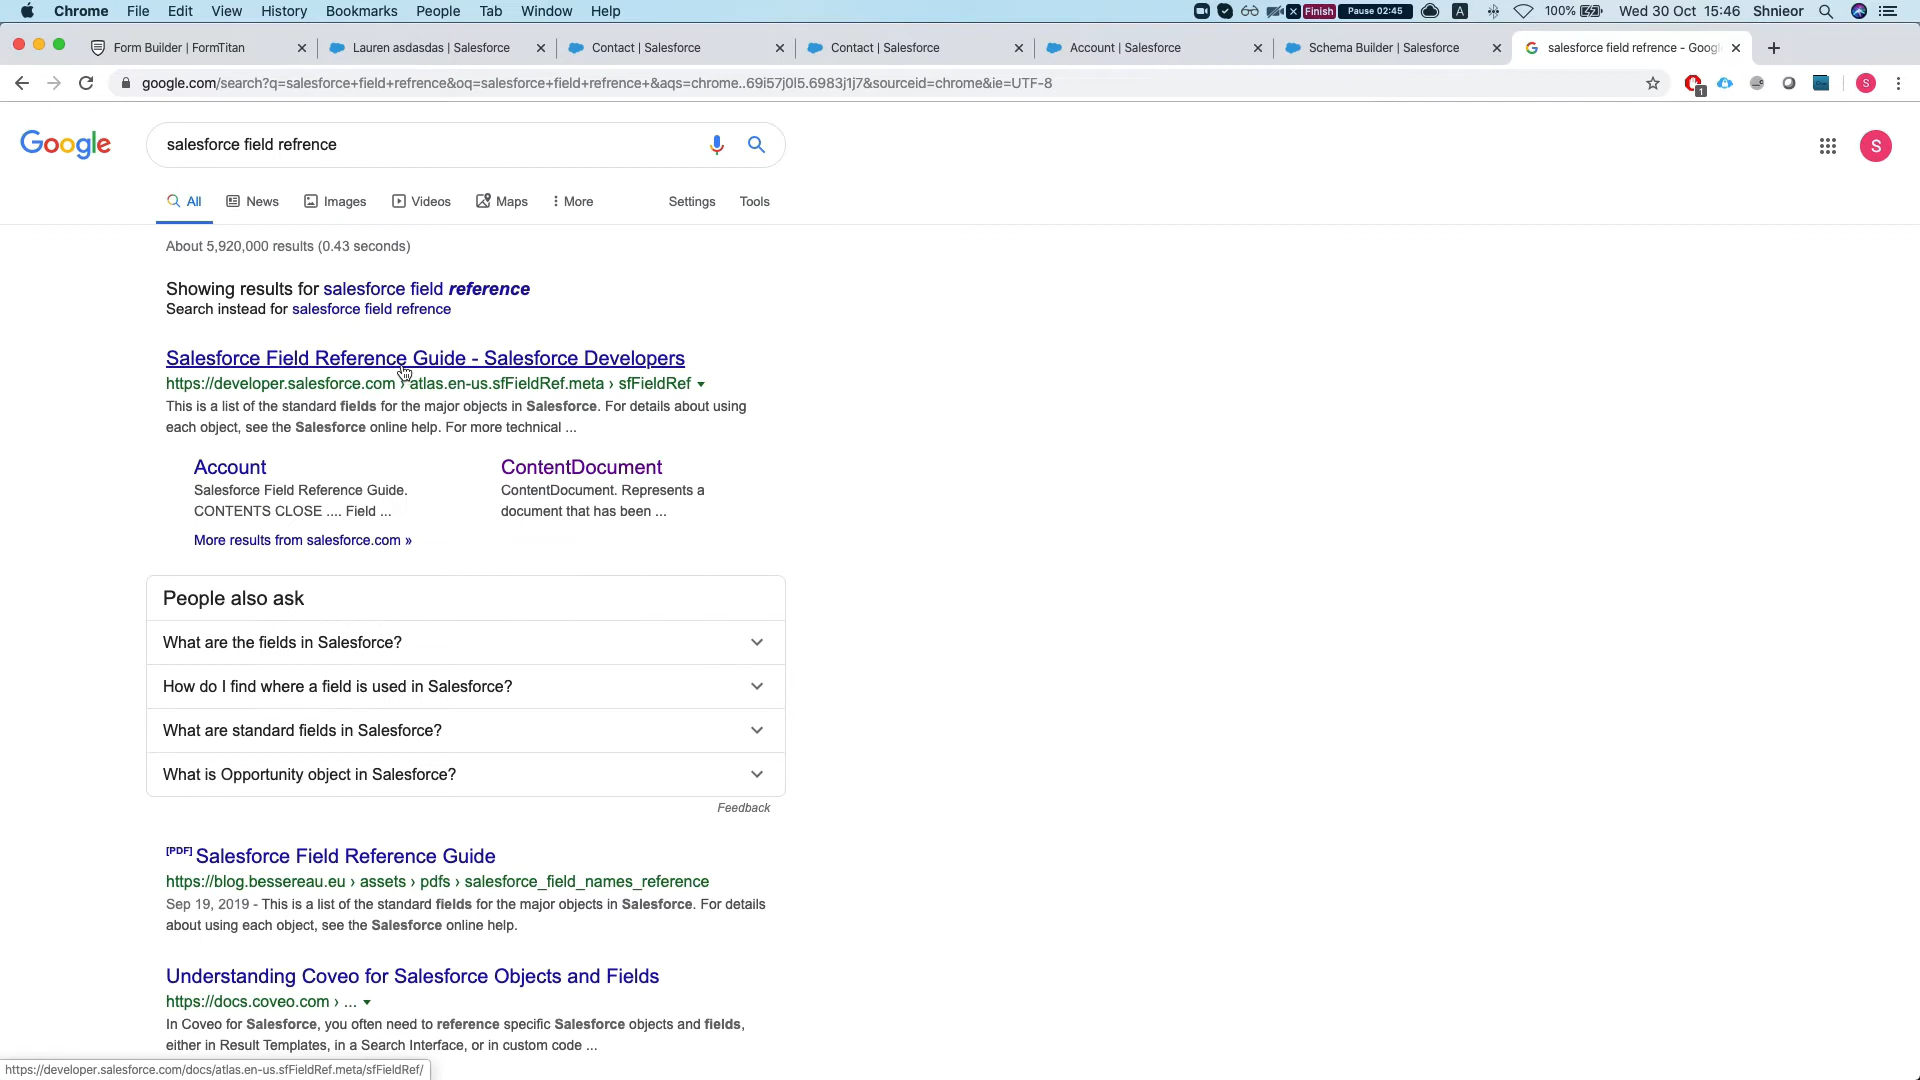 Chrome File Edit View History Bookmarks People Tab Window Help Finish Pause 02:45 A 100% Wed 30 Oct 15:46 Shnieor
Form Builder | FormTitan Lauren asdasdas | Salesforce Contact | Salesforce Contact | Salesforce Account | Salesforce Schema Builder | Salesforce salesforce field refrence - Googl
google.com/search?q=salesforce+field+refrence&oq=salesforce+field+refrence+&aqs=chrome..69i57j0l5.6983j1j7&sourceid=chrome&ie=UTF-8 1 S
Google salesforce field refrence S
All News Images Videos Maps More Settings Tools
About 5,920,000 results (0.43 seconds)
Showing results for salesforce field reference
Search instead for salesforce field refrence
Salesforce Field Reference Guide - Salesforce Developers
https://developer.salesforce.com › atlas.en-us.sfFieldRef.meta › sfFieldRef
This is a list of the standard fields for the major objects in Salesforce. For details about using
each object, see the Salesforce online help. For more technical ...
Account ContentDocument
Salesforce Field Reference Guide. ContentDocument. Represents a
CONTENTS CLOSE .... Field ... document that has been ...
More results from salesforce.com »
People also ask
What are the fields in Salesforce?
How do I find where a field is used in Salesforce?
What are standard fields in Salesforce?
What is Opportunity object in Salesforce?
Feedback
[PDF] Salesforce Field Reference Guide
https://blog.bessereau.eu › assets › pdfs › salesforce_field_names_reference
Sep 19, 2019 - This is a list of the standard fields for the major objects in Salesforce. For details
about using each object, see the Salesforce online help.
Understanding Coveo for Salesforce Objects and Fields
https://docs.coveo.com › ...
In Coveo for Salesforce, you often need to reference specific Salesforce objects and fields,
either in Result Templates, in a Search Interface, or in custom code ...
https://developer.salesforce.com/docs/atlas.en-us.sfFieldRef.meta/sfFieldRef/